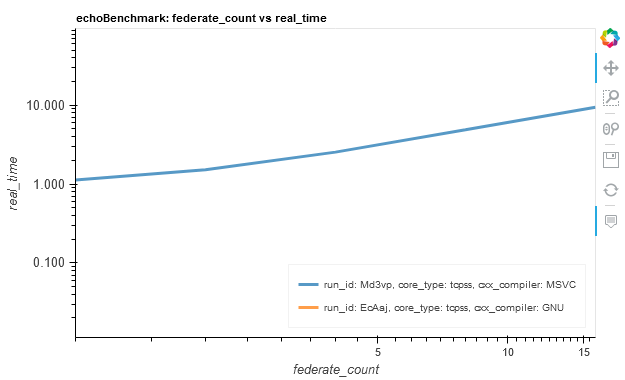 echoBenchmark: federate_count vs real_time
10.000
1.000
0.100
real_time
run_id: Md3vp, core_type: tcpss, cxx_compiler: MSVC
run_id: EcAaj, core_type: tcpss, cxx_compiler: GNU
5
10
15
federate_count